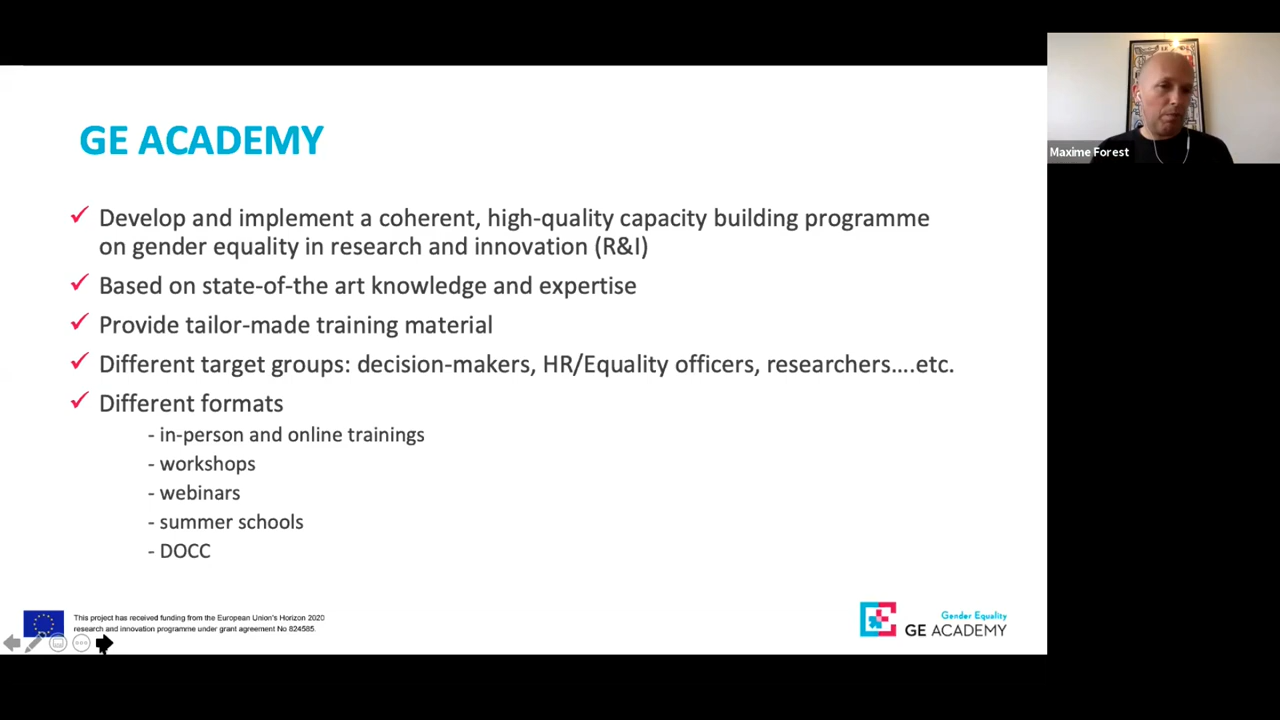 GE ACADEMY
Develop and implement a coherent, high-quality capacity building programme
on gender equality in research and innovation (R&I)
Based on state-of-the art knowledge and expertise
Provide tailor-made training material
Different target groups: decision-makers, HR/Equality officers, researchers….etc.
Different formats
- in-person and online trainings
- workshops
- webinars
- summer schools
- DOCC
This project has received funding from the European Union's Horizon 2020
research and innovation programme under grant agreement No 824585.
Gender Equality
GE ACADEMY
Maxime Forest